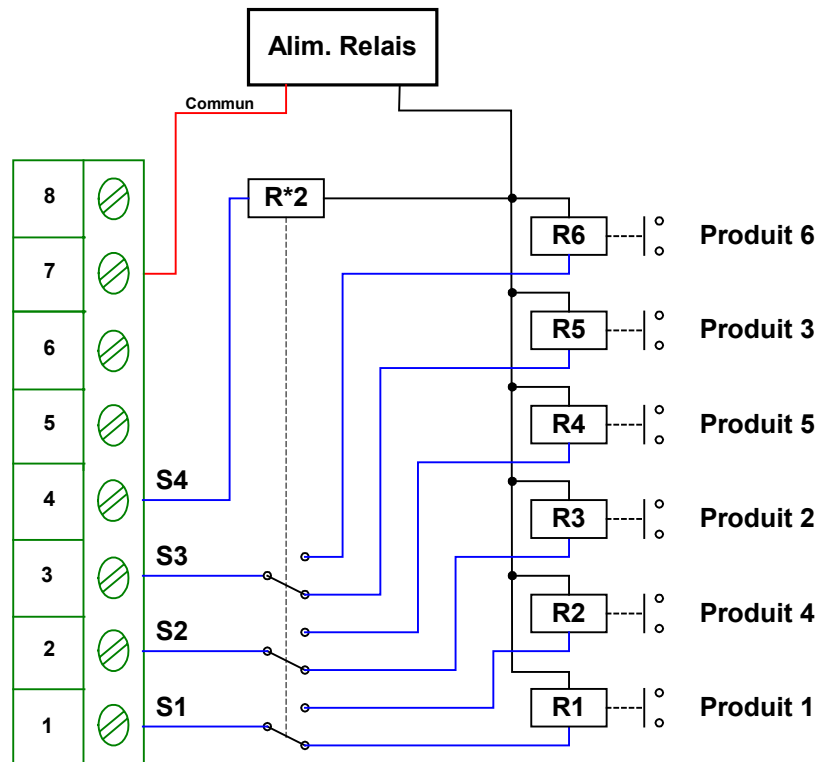 Alim. Relais
Commun
8
R*2
R6
Produit 6
7
R5
Produit 3
6
R4
Produit 5
5
S4
4
R3
Produit 2
S3
3
R2
Produit 4
S2
2
S1
R1
Produit 1
1